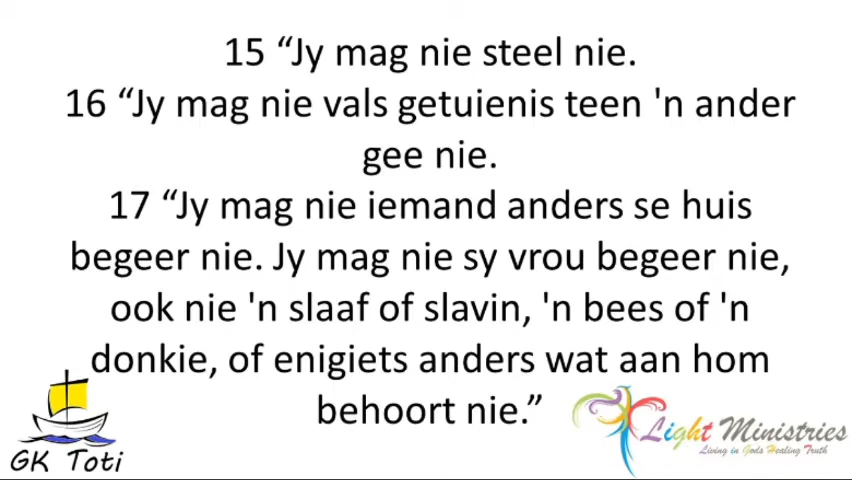 15 “Jy mag nie steel nie.
16 “Jy mag nie vals getuienis teen 'n ander
gee nie.
17 “Jy mag nie iemand anders se huis
begeer nie. Jy mag nie sy vrou begeer nie,
ook nie 'n slaaf of slavin, 'n bees of 'n
donkie, of enigiets anders wat aan hom
behoort nie.”
GK Toti
Light Ministries
Living in Gods Healing Truth